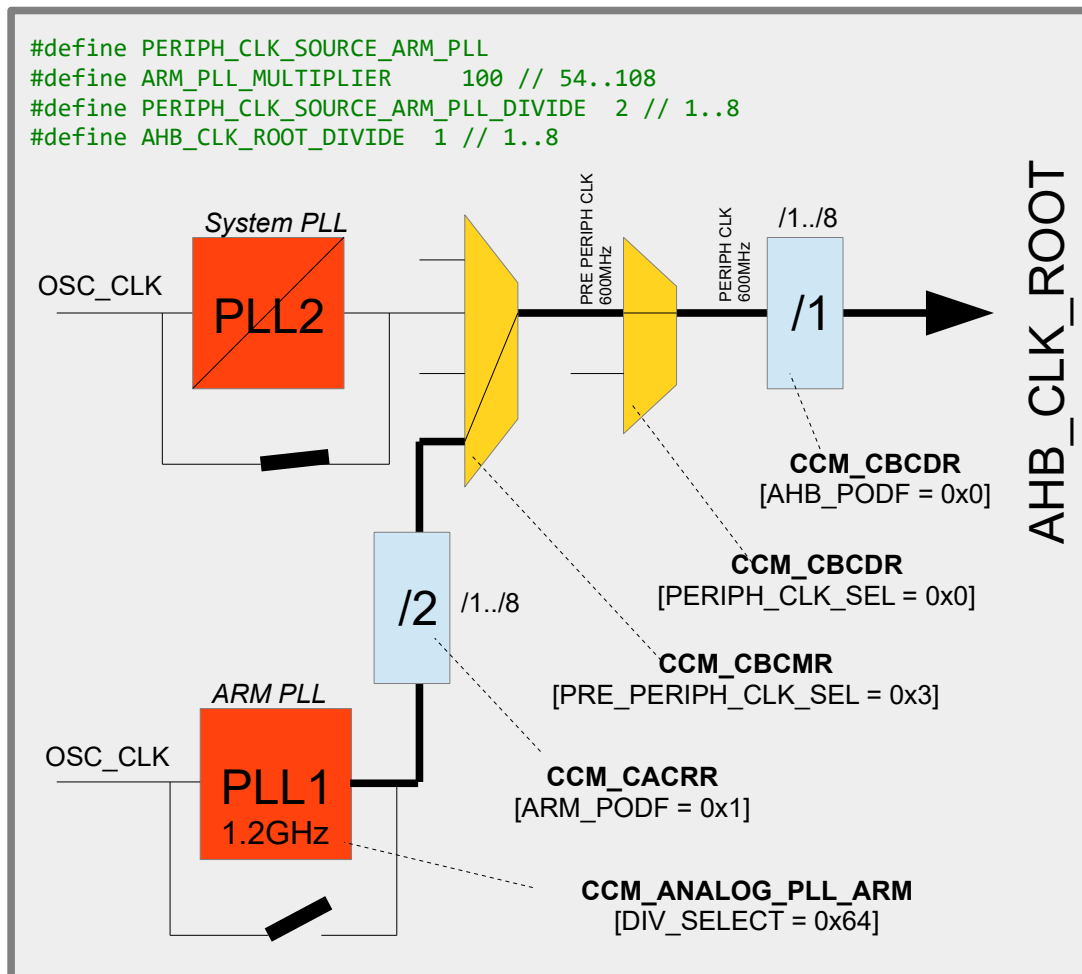 #define PERIPH_CLK_SOURCE_ARM_PLL
#define ARM_PLL_MULTIPLIER     100 // 54..108
#define PERIPH_CLK_SOURCE_ARM_PLL_DIVIDE  2 // 1..8
#define AHB_CLK_ROOT_DIVIDE  1 // 1..8
System PLL
OSC_CLK
PLL2
PRE PERIPH CLK
600MHz
PERIPH CLK
600MHz
/1../8
/1
AHB_CLK_ROOT
CCM_CBCDR
[AHB_PODF = 0x0]
CCM_CBCDR
[PERIPH_CLK_SEL = 0x0]
/2
/1../8
CCM_CBCMR
[PRE_PERIPH_CLK_SEL = 0x3]
ARM PLL
OSC_CLK
PLL1
1.2GHz
CCM_CACRR
[ARM_PODF = 0x1]
CCM_ANALOG_PLL_ARM
[DIV_SELECT = 0x64]